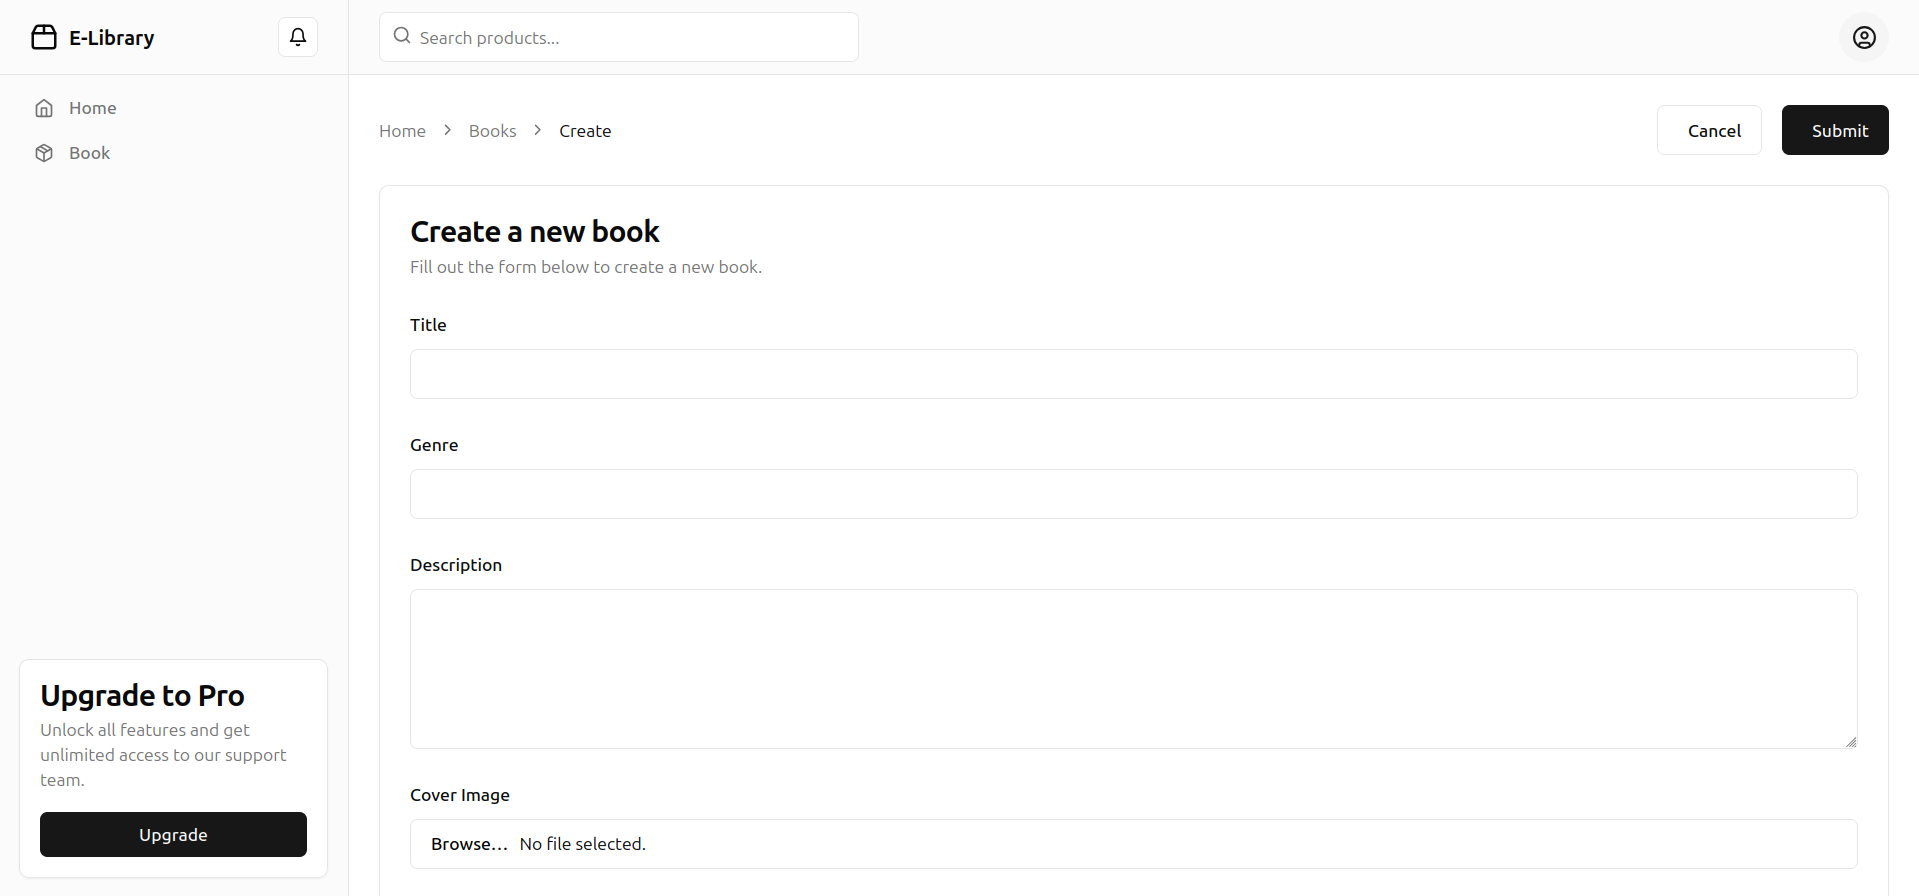 E-Library
Search products...
Home
Book
Home
Books
Create
Cancel
Submit
Create a new book
Fill out the form below to create a new book.
Title
Genre
Description
Cover Image
Browse... No file selected.
Upgrade to Pro
Unlock all features and get
unlimited access to our support
team.
Upgrade